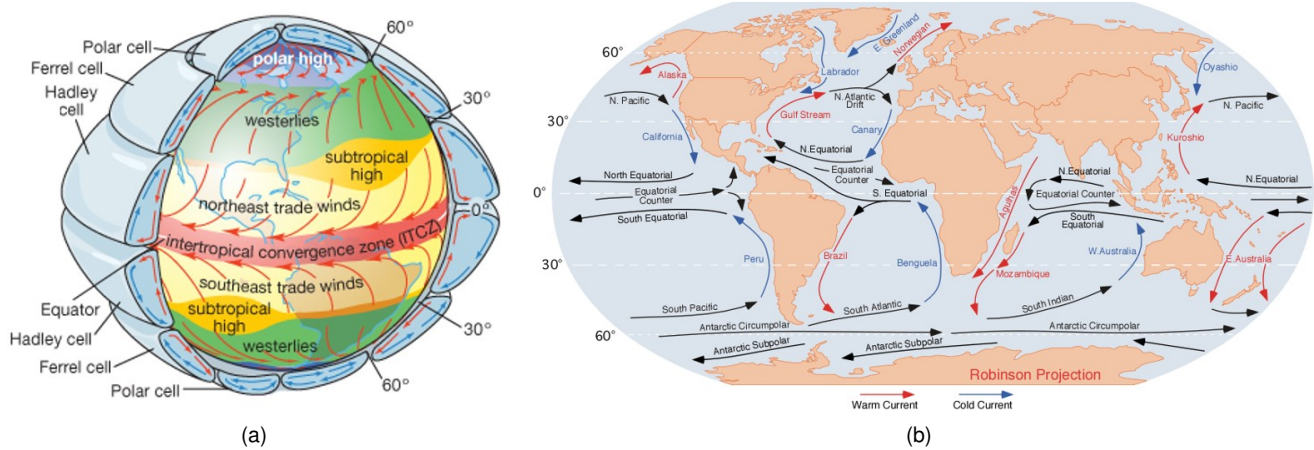 Polar cell
Ferrel cell
Hadley
cell
polar high
60°
westerlies
30°
subtropical
high
northeast trade winds
0°
intertropical convergence zone (ITCZ)
southeast trade winds
subtropical
high
westerlies
Equator
Hadley cell
Ferrel cell
Polar cell
30°
60°
(a)
60°
30°
0°
30°
60°
Alaska
N. Pacific
California
North Equatorial
Equatorial
Counter
South Equatorial
Peru
South Pacific
Labrador
E. Greenland
Norwegian
N. Atlantic
Drift
Gulf Stream
Canary
N.Equatorial
Equatorial
Counter
S. Equatorial
Brazil
Benguela
South Atlantic
Agulhas
Mozambique
N.Equatorial
Equatorial Counter
South
Equatorial
W.Australia
South Indian
Oyashio
N. Pacific
Kuroshio
N.Equatorial
E.Australia
Antarctic Circumpolar
Antarctic Circumpolar
Antarctic Subpolar
Antarctic Subpolar
Robinson Projection
Warm Current
Cold Current
(b)